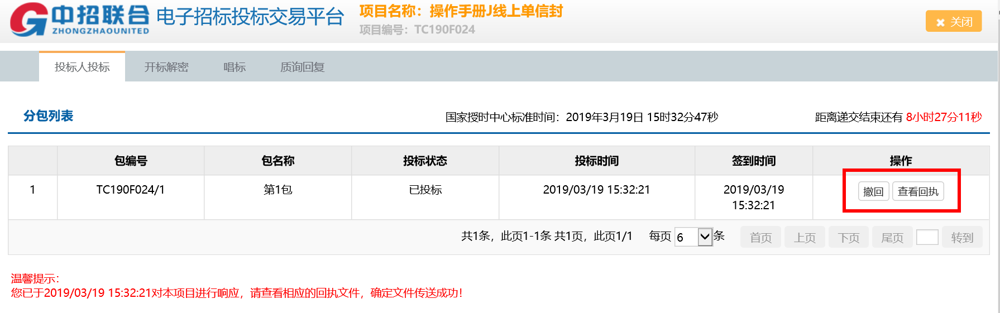 中招联合
ZHONGZHAOUNITED
电子招标投标交易平台
项目名称：操作手册J线上单信封
项目编号：TC190F024
关闭
投标人投标 开标解密 唱标 质询回复
分包列表 国家授时中心标准时间：2019年3月19日 15时32分47秒 距离递交结束还有 8小时27分11秒
包编号 包名称 投标状态 投标时间 签到时间 操作
1 TC190F024/1 第1包 已投标 2019/03/19 15:32:21 2019/03/19 15:32:21 撤回 查看回执
共1条，此页1-1条 共1页，此页1/1 每页 6 条 首页 上页 下页 尾页 转到
温馨提示：
您已于2019/03/19 15:32:21对本项目进行响应，请查看相应的回执文件，确定文件传送成功！